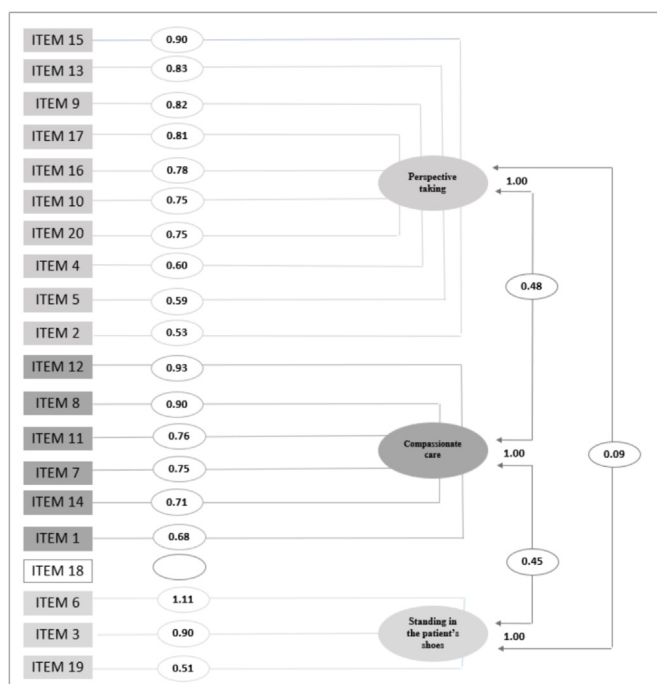 ITEM 15 0.90
ITEM 13 0.83
ITEM 9 0.82
ITEM 17 0.81
ITEM 16 0.78
Perspective
taking
1.00
ITEM 10 0.75
ITEM 20 0.75
ITEM 4 0.60
0.48
ITEM 5 0.59
ITEM 2 0.53
ITEM 12 0.93
ITEM 8 0.90
ITEM 11 0.76
Compassionate
care
1.00
0.09
ITEM 7 0.75
ITEM 14 0.71
ITEM 1 0.68
0.45
ITEM 18
ITEM 6 1.11
ITEM 3 0.90
Standing in
the patient's
shoes
1.00
ITEM 19 0.51